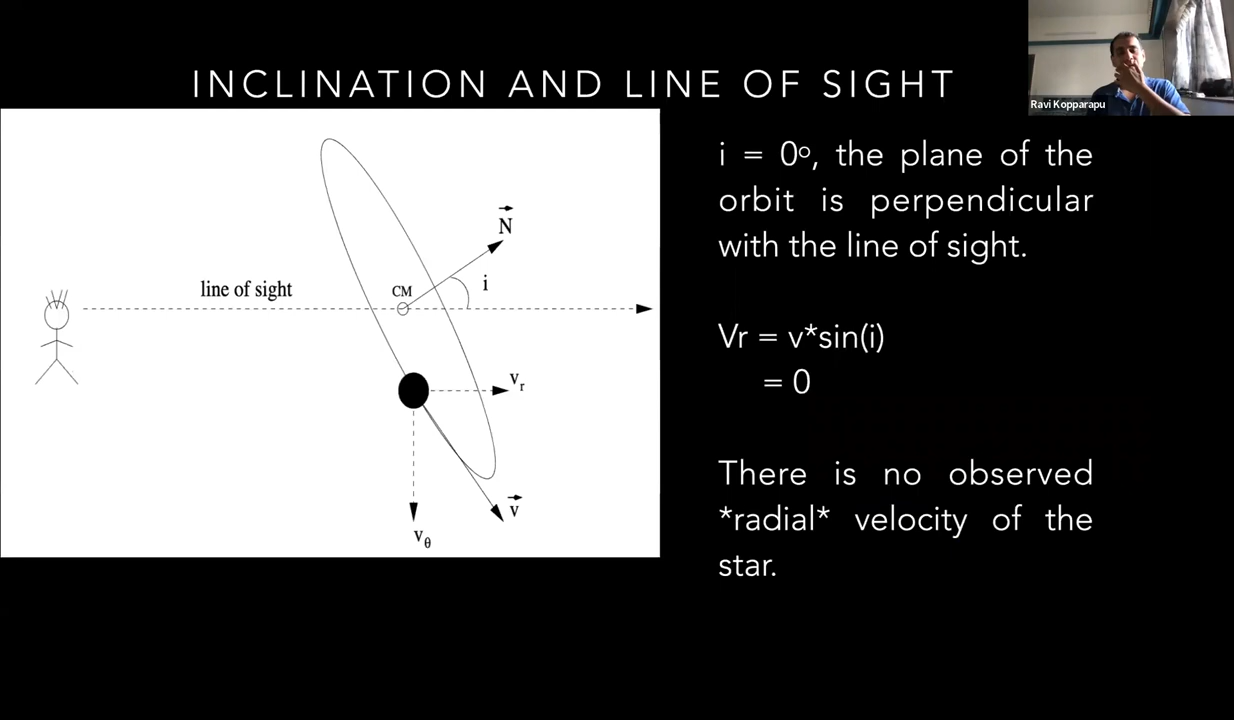 INCLINATION AND LINE OF SIGHT
Ravi Kopparapu
N
line of sight
CM
i
vr
v
vθ
i = 0o, the plane of the
orbit is perpendicular
with the line of sight.
Vr = v*sin(i)
= 0
There is no observed
*radial* velocity of the
star.